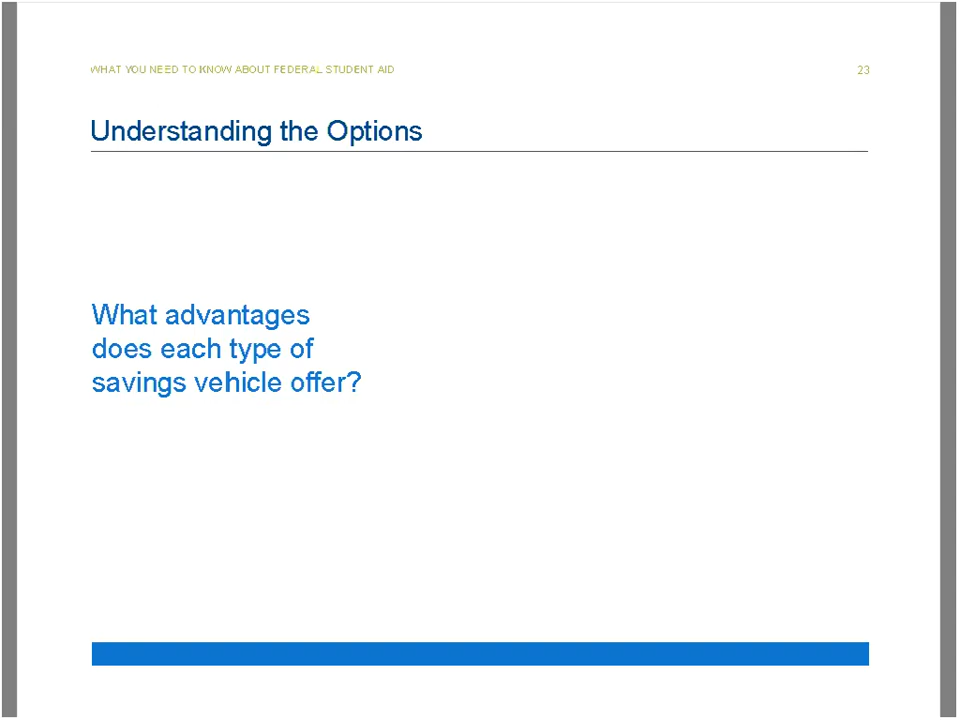 WHAT YOU NEED TO KNOW ABOUT FEDERAL STUDENT AID 23
Understanding the Options
What advantages
does each type of
savings vehicle offer?